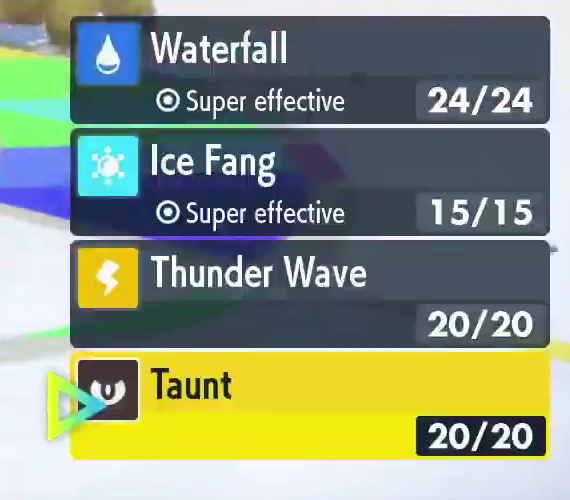 Waterfall
Super effective
24/24
Ice Fang
Super effective
15/15
Thunder Wave
20/20
Taunt
20/20